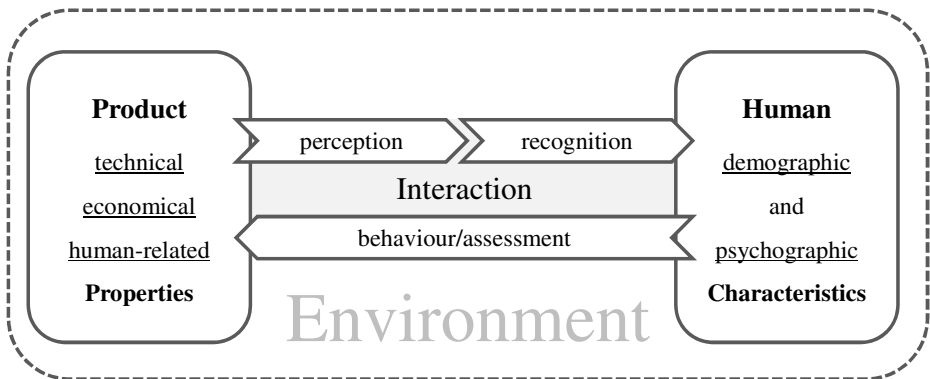 Product
technical
economical
human-related
Properties
perception
recognition
Interaction
behaviour/assessment
Environment
Human
demographic
and
psychographic
Characteristics